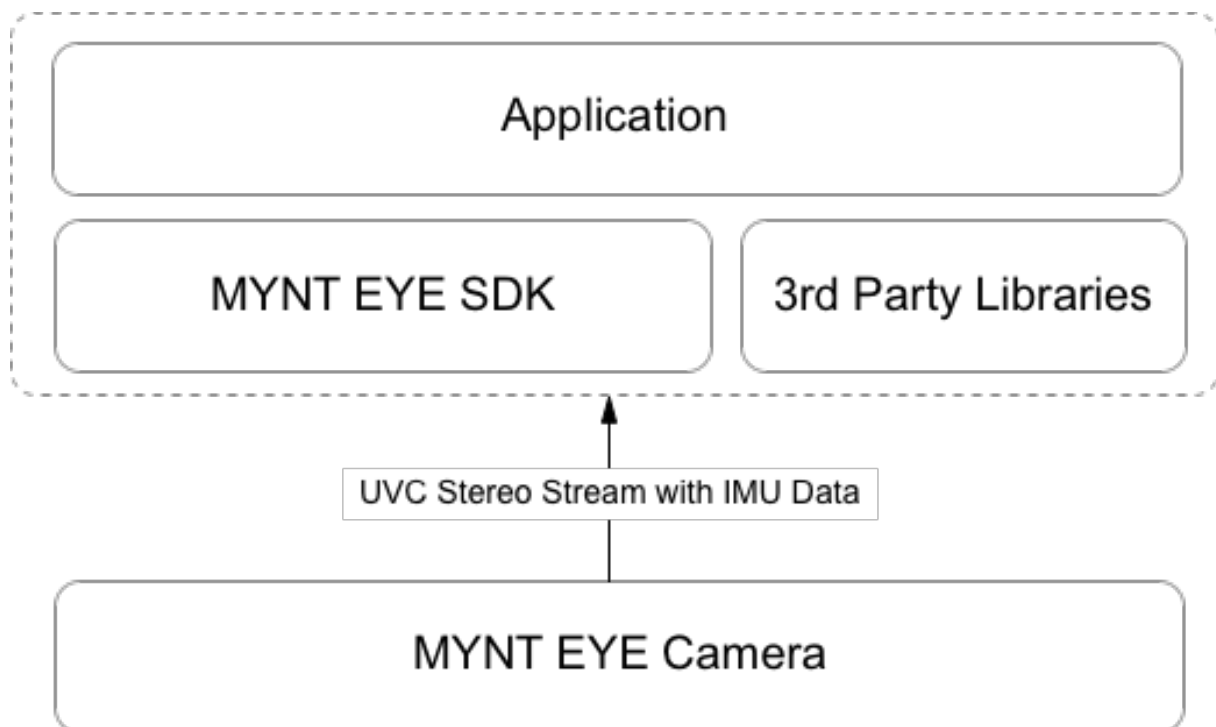 Application
MYNT EYE SDK
3rd Party Libraries
UVC Stereo Stream with IMU Data
MYNT EYE Camera